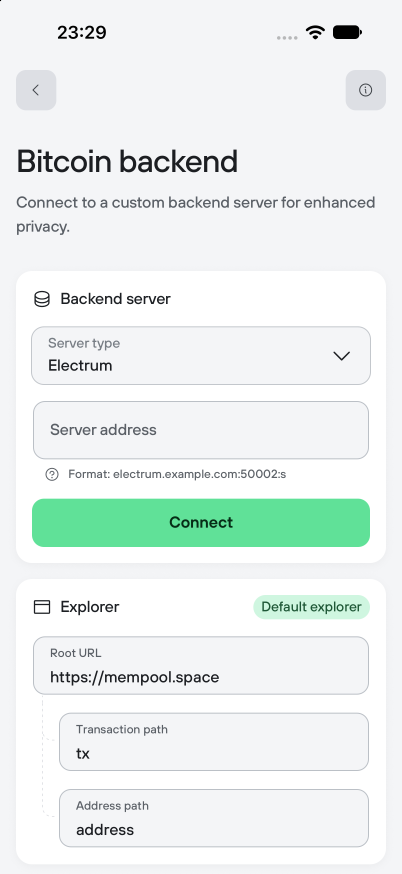 23:29
Bitcoin backend
Connect to a custom backend server for enhanced
privacy.
Backend server
Server type
Electrum
Server address
Format: electrum.example.com:50002:s
Connect
Explorer
Default explorer
Root URL
https://mempool.space
Transaction path
tx
Address path
address